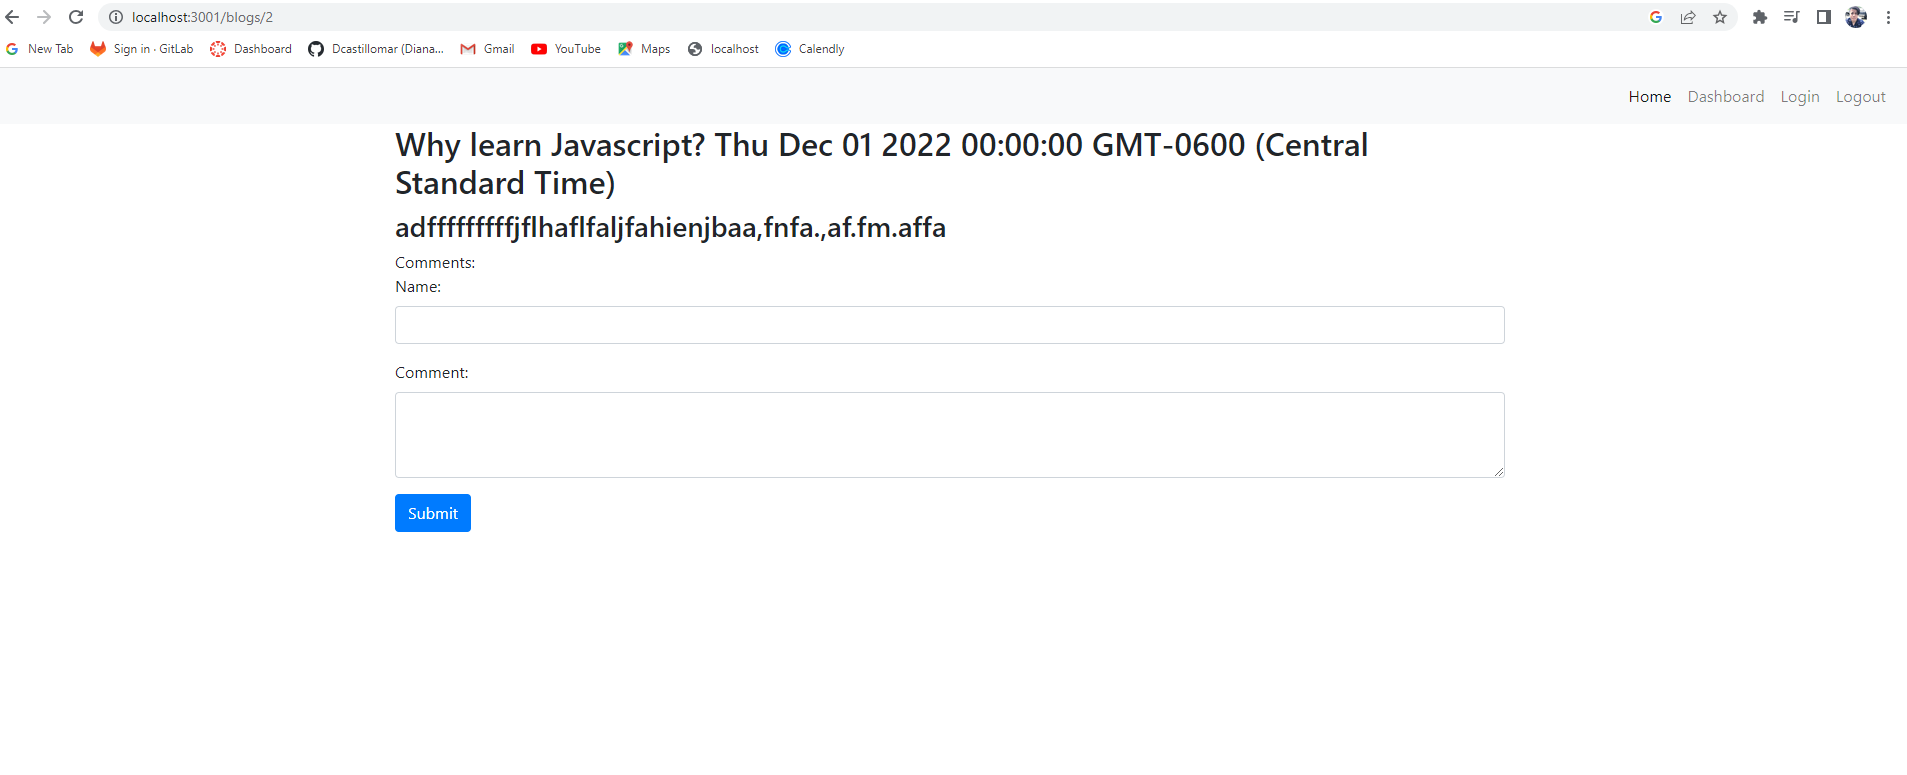 localhost:3001/blogs/2
New Tab Sign in · GitLab Dashboard Dcastillomar (Diana... Gmail YouTube Maps localhost Calendly
Home Dashboard Login Logout
Why learn Javascript? Thu Dec 01 2022 00:00:00 GMT-0600 (Central
Standard Time)
adfffffffffjflhaflfaljfahienjbaa,fnfa.,af.fm.affa
Comments:
Name:
Comment:
Submit